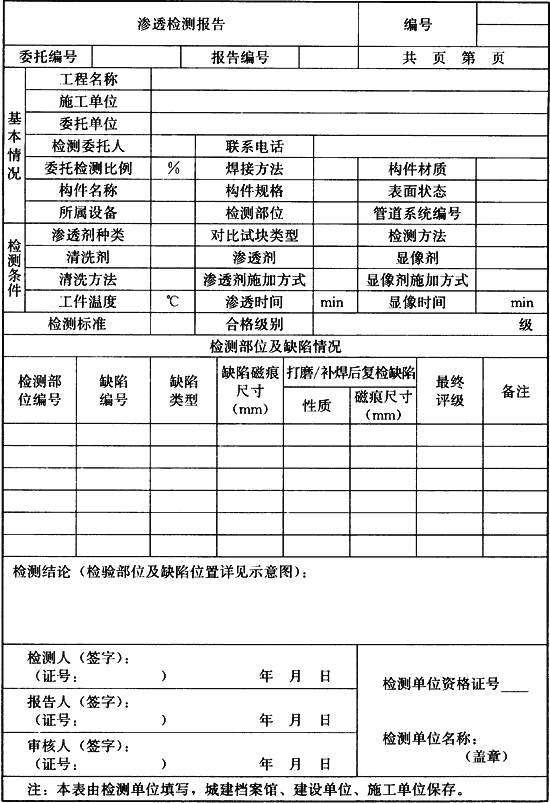 渗透检测报告 编号
委托编号 报告编号 共 页 第 页
基本情况
工程名称
施工单位
委托单位
检测委托人 联系电话
委托检测比例 % 焊接方法 构件材质
构件名称 构件规格 表面状态
所属设备 检测部位 管道系统编号
检测条件
渗透剂种类 对比试块类型 检测方法
清洗剂 渗透剂 显像剂
清洗方法 渗透剂施加方式 显像剂施加方式
工件温度 ℃ 渗透时间 min 显像时间 min
检测标准 合格级别 级
检测部位及缺陷情况
检测部位编号 缺陷编号 缺陷类型 缺陷磁痕尺寸(mm) 打磨/补焊后复检缺陷 最终评级 备注
性质 磁痕尺寸(mm)
检测结论(检验部位及缺陷位置详见示意图):
检测人(签字):
(证号: ) 年 月 日
报告人(签字):
(证号: ) 年 月 日
审核人(签字):
(证号: ) 年 月 日
检测单位资格证号___
检测单位名称:
(盖章)
注:本表由检测单位填写,城建档案馆、建设单位、施工单位保存。